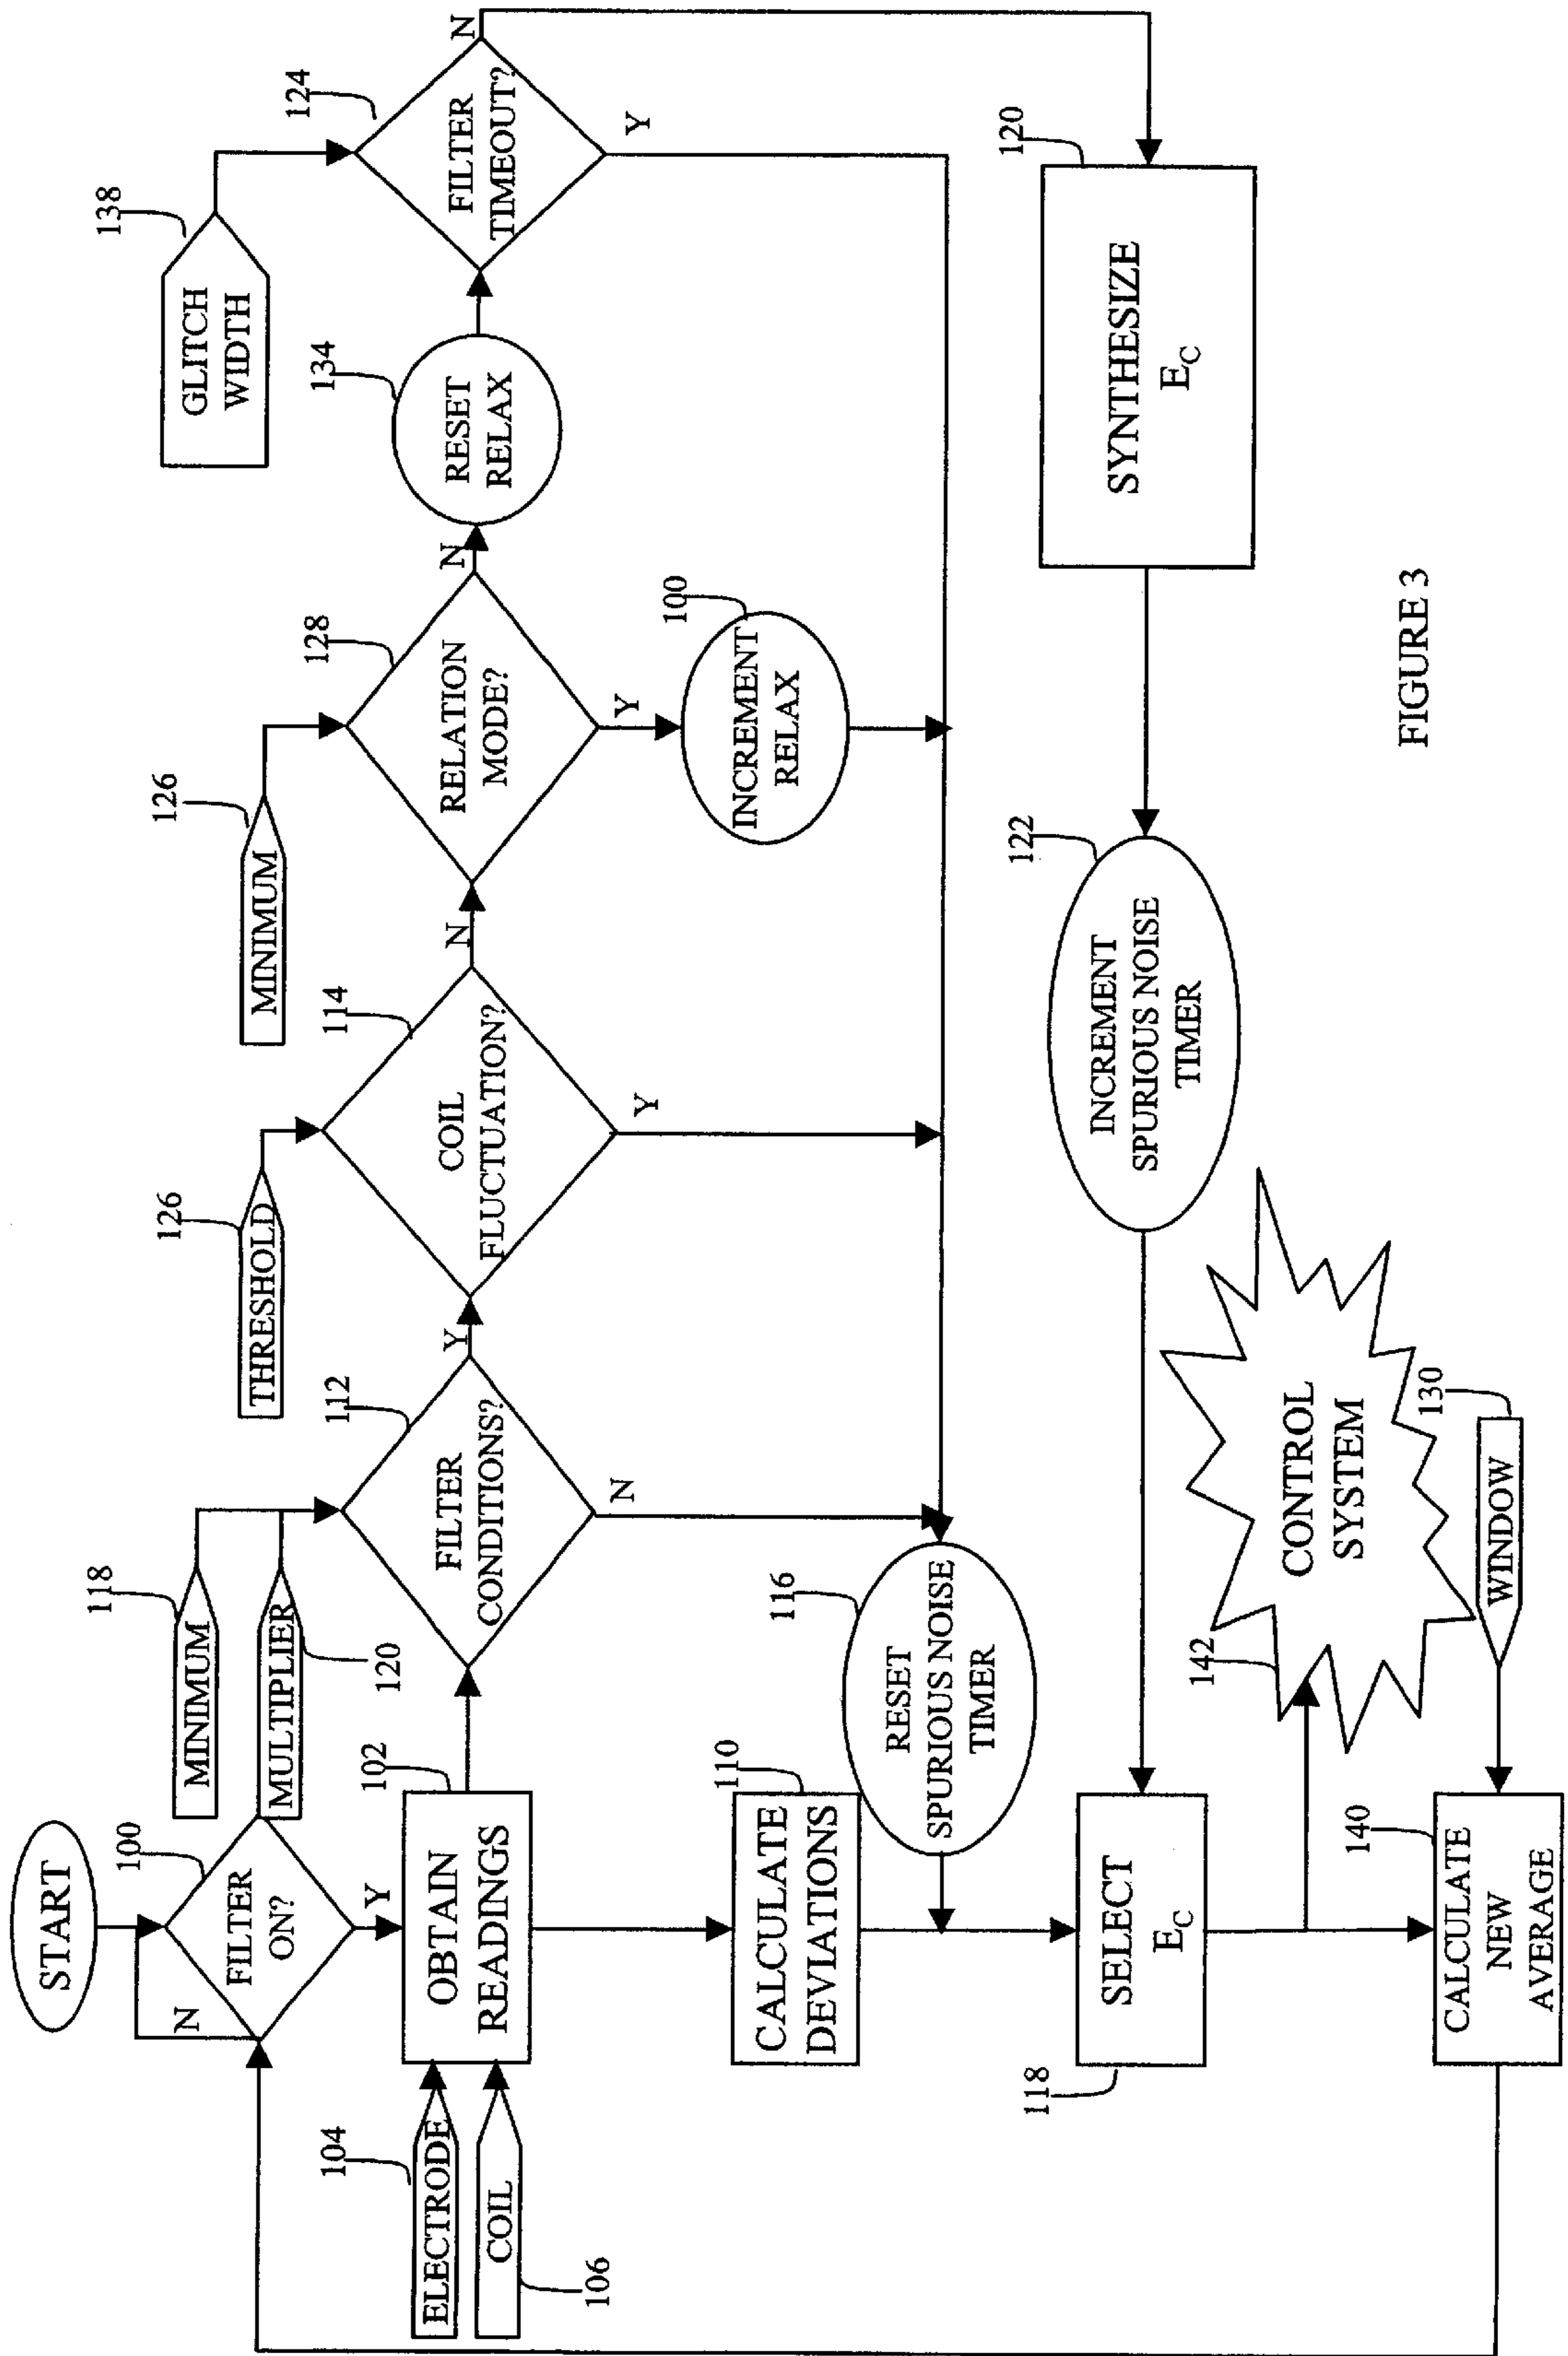 START
100
FILTER
ON?
N
Y
118
MINIMUM
MULTIPLIER
120
104
ELECTRODE
COIL
106
102
OBTAIN
READINGS
112
FILTER
CONDITIONS?
Y
N
126
THRESHOLD
114
COIL
FLUCTUATION?
N
Y
126
MINIMUM
128
RELATION
MODE?
N
Y
100
INCREMENT
RELAX
134
RESET
RELAX
138
GLITCH
WIDTH
124
FILTER
TIMEOUT?
N
Y
110
CALCULATE
DEVIATIONS
116
RESET
SPURIOUS NOISE
TIMER
118
SELECT
EC
122
INCREMENT
SPURIOUS NOISE
TIMER
120
SYNTHESIZE
EC
142
CONTROL
SYSTEM
140
CALCULATE
NEW
AVERAGE
130
WINDOW
FIGURE 3